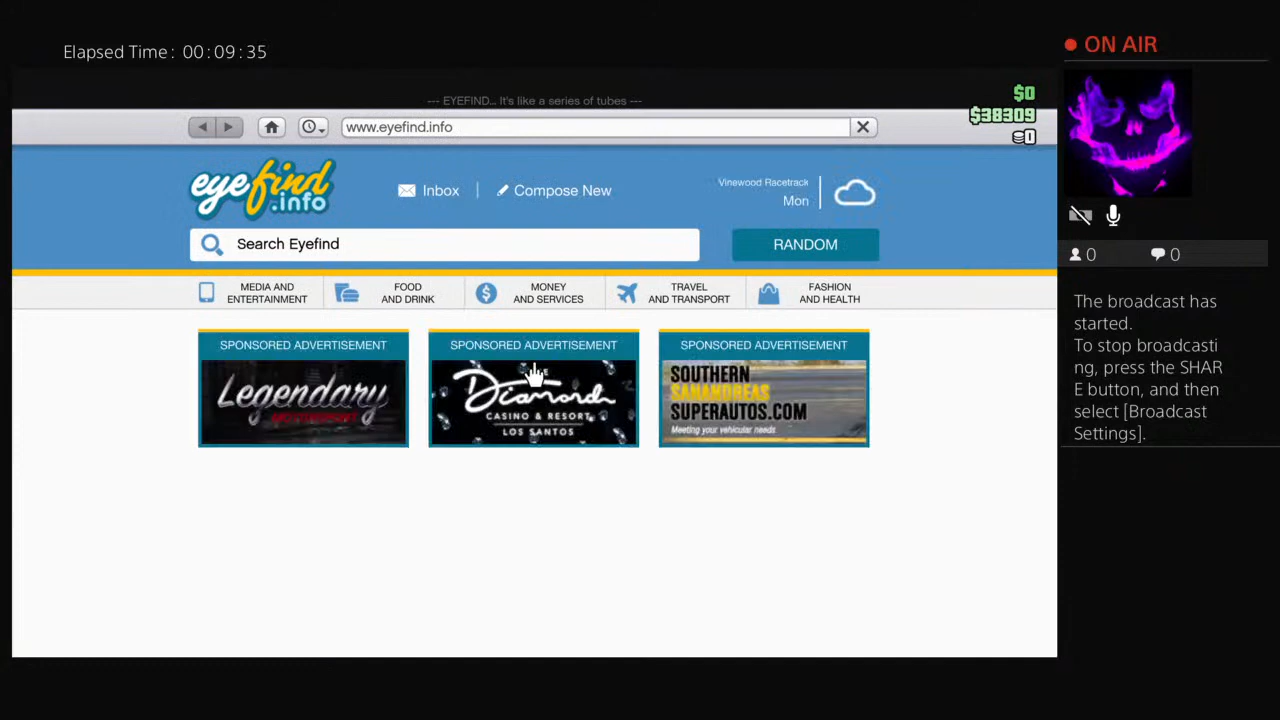 Elapsed Time: 00:09:35
ON AIR
--- EYEFIND... It's like a series of tubes ---
$0
$38309
0
www.eyefind.info
eyefind
.info
Inbox
Compose New
Vinewood Racetrack
Mon
Search Eyefind
RANDOM
MEDIA AND
ENTERTAINMENT
FOOD
AND DRINK
MONEY
AND SERVICES
TRAVEL
AND TRANSPORT
FASHION
AND HEALTH
SPONSORED ADVERTISEMENT
Legendary
MOTORSPORT
SPONSORED ADVERTISEMENT
Diamond
CASINO & RESORT
LOS SANTOS
SPONSORED ADVERTISEMENT
SOUTHERN
SANANDREAS
SUPERAUTOS.COM
Meeting your vehicular needs
0
0
The broadcast has
started.
To stop broadcasti
ng, press the SHAR
E button, and then
select [Broadcast
Settings].